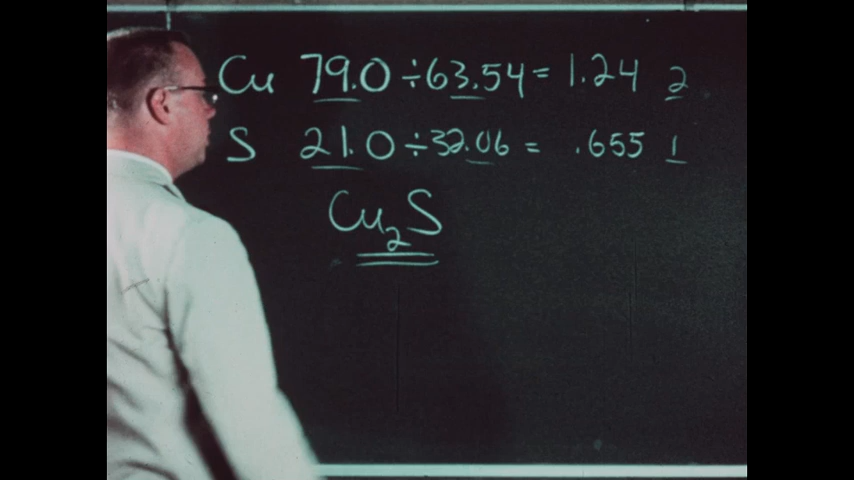 Cu 79.0 ÷ 63.54 = 1.24 2
S 21.0 ÷ 32.06 = .655 1
Cu₂S